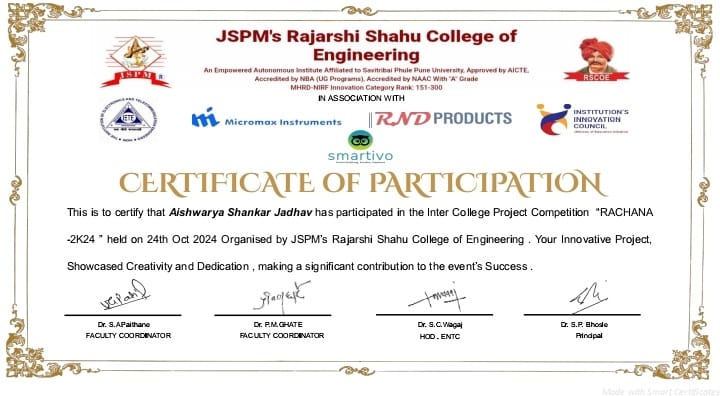 JSPM's Rajarshi Shahu College of
Engineering
An Empowered Autonomous Institute Affiliated to Savitribai Phule Pune University, Approved by AICTE,
Accredited by NBA (UG Programs), Accredited by NAAC With "A" Grade
MHRD-NIRF Innovation Category Rank: 151-300
JSPM
RSCOE
IN ASSOCIATION WITH
IETE
Micromax Instruments
RND PRODUCTS
INSTITUTION'S
INNOVATION
COUNCIL
smartivo
CERTIFICATE OF PARTICIPATION
This is to certify that Aishwarya Shankar Jadhav has participated in the Inter College Project Competition "RACHANA
-2K24 " held on 24th Oct 2024 Organised by JSPM's Rajarshi Shahu College of Engineering . Your Innovative Project,
Showcased Creativity and Dedication , making a significant contribution to the event's Success .
Dr. S.A.Paithane
FACULTY COORDINATOR
Dr. P.M.GHATE
FACULTY COORDINATOR
Dr. S.C.Wagaj
HOD , ENTC
Dr. S.P. Bhosle
Principal
Made with Smart Certificates